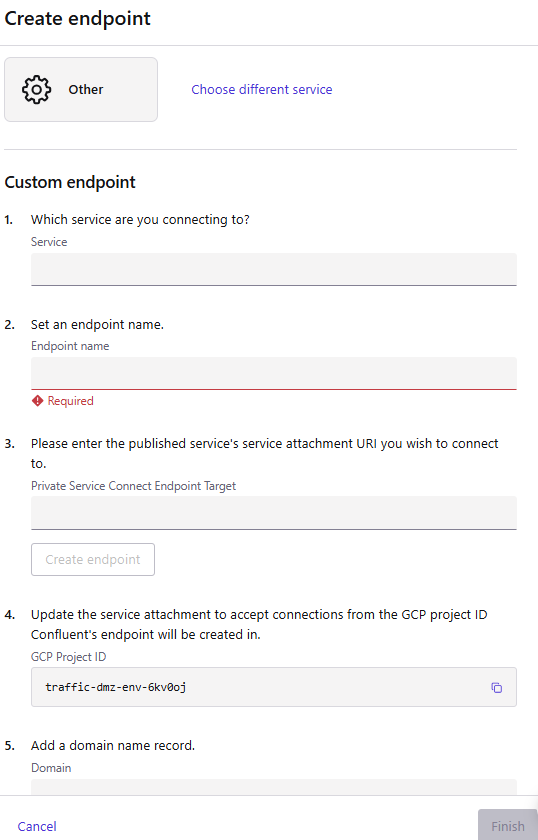 Create endpoint
Other
Choose different service
Custom endpoint
1. Which service are you connecting to?
Service
2. Set an endpoint name.
Endpoint name
Required
3. Please enter the published service's service attachment URI you wish to connect
to.
Private Service Connect Endpoint Target
Create endpoint
4. Update the service attachment to accept connections from the GCP project ID
Confluent's endpoint will be created in.
GCP Project ID
traffic-dmz-env-6kv0oj
5. Add a domain name record.
Domain
Cancel
Finish